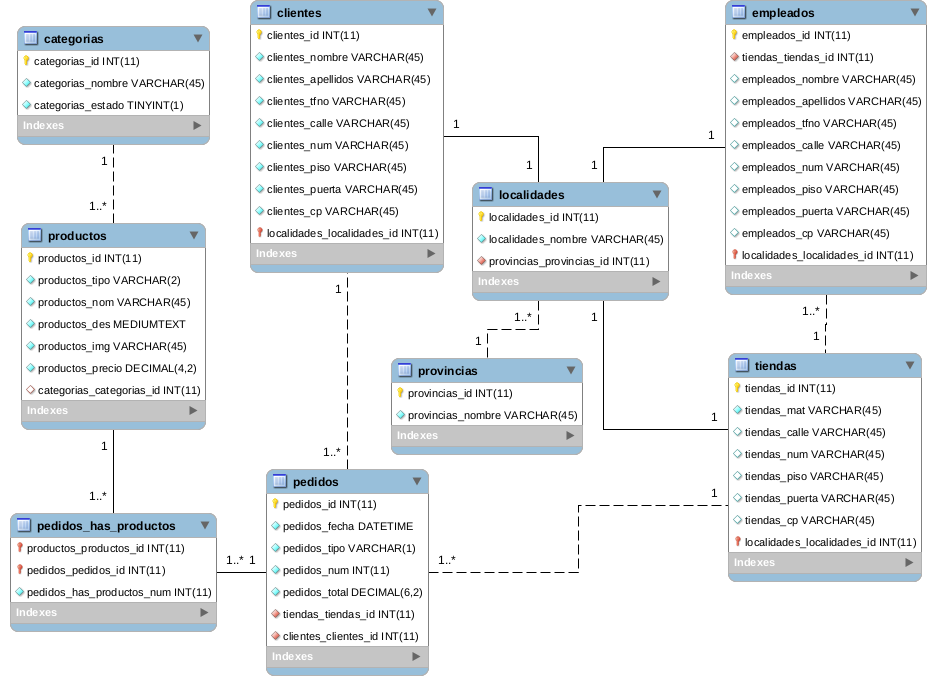 categorias
categorias_id INT(11)
categorias_nombre VARCHAR(45)
categorias_estado TINYINT(1)
Indexes
1
1..*
productos
productos_id INT(11)
productos_tipo VARCHAR(2)
productos_nom VARCHAR(45)
productos_des MEDIUMTEXT
productos_img VARCHAR(45)
productos_precio DECIMAL(4,2)
categorias_categorias_id INT(11)
Indexes
1
1..*
pedidos_has_productos
productos_productos_id INT(11)
pedidos_pedidos_id INT(11)
pedidos_has_productos_num INT(11)
Indexes
1..* 1
clientes
clientes_id INT(11)
clientes_nombre VARCHAR(45)
clientes_apellidos VARCHAR(45)
clientes_tfno VARCHAR(45)
clientes_calle VARCHAR(45)
clientes_num VARCHAR(45)
clientes_piso VARCHAR(45)
clientes_puerta VARCHAR(45)
clientes_cp VARCHAR(45)
localidades_localidades_id INT(11)
Indexes
1
1
1
1..*
pedidos
pedidos_id INT(11)
pedidos_fecha DATETIME
pedidos_tipo VARCHAR(1)
pedidos_num INT(11)
pedidos_total DECIMAL(6,2)
tiendas_tiendas_id INT(11)
clientes_clientes_id INT(11)
Indexes
1..*
1
localidades
localidades_id INT(11)
localidades_nombre VARCHAR(45)
provincias_provincias_id INT(11)
Indexes
1
1
1..*
1
1
1
provincias
provincias_id INT(11)
provincias_nombre VARCHAR(45)
Indexes
empleados
empleados_id INT(11)
tiendas_tiendas_id INT(11)
empleados_nombre VARCHAR(45)
empleados_apellidos VARCHAR(45)
empleados_tfno VARCHAR(45)
empleados_calle VARCHAR(45)
empleados_num VARCHAR(45)
empleados_piso VARCHAR(45)
empleados_puerta VARCHAR(45)
empleados_cp VARCHAR(45)
localidades_localidades_id INT(11)
Indexes
1..*
1
tiendas
tiendas_id INT(11)
tiendas_mat VARCHAR(45)
tiendas_calle VARCHAR(45)
tiendas_num VARCHAR(45)
tiendas_piso VARCHAR(45)
tiendas_puerta VARCHAR(45)
tiendas_cp VARCHAR(45)
localidades_localidades_id INT(11)
Indexes